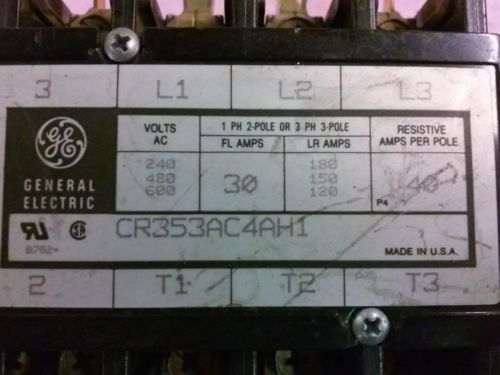 3 L1 L2 L3
GE
VOLTS AC
1 PH 2-POLE OR 3 PH 3-POLE
FL AMPS LR AMPS
RESISTIVE
AMPS PER POLE
240 180
480 30 150 40
600 120
P4
GENERAL
ELECTRIC
CR353AC4AH1
8702*
MADE IN U.S.A.
2 T1 T2 T3